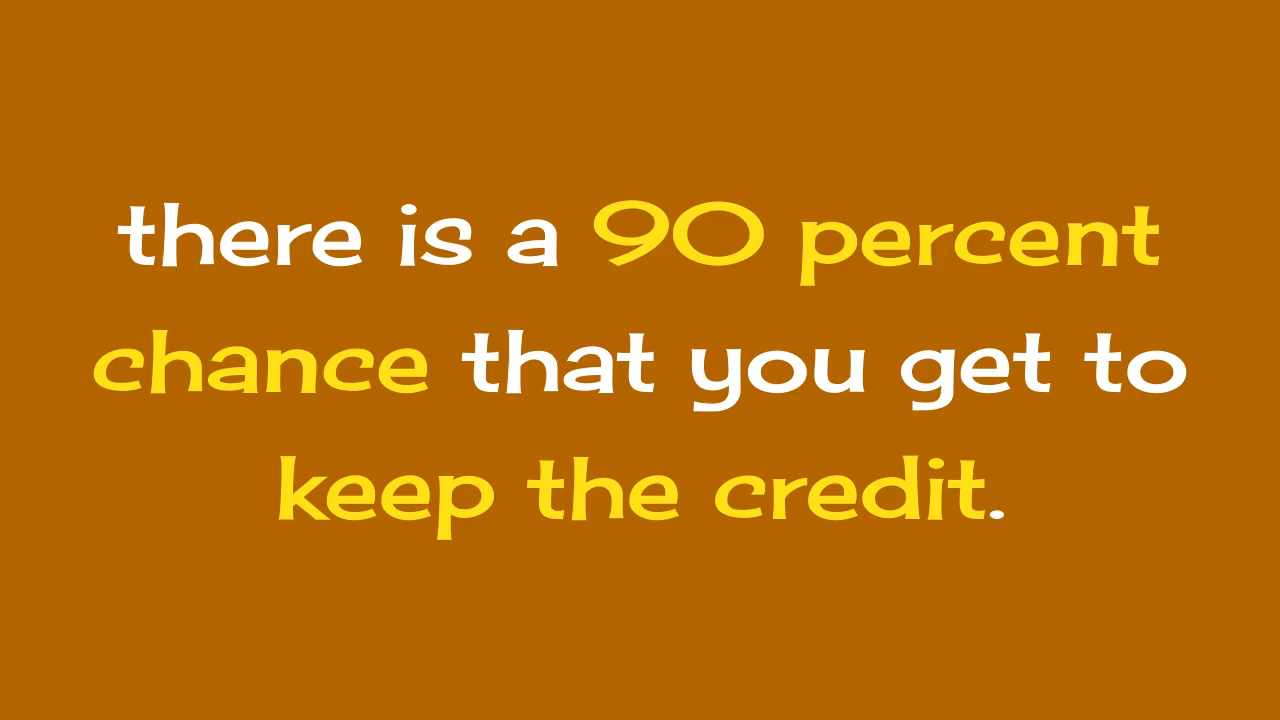 there is a 90 percent
chance that you get to
keep the credit.